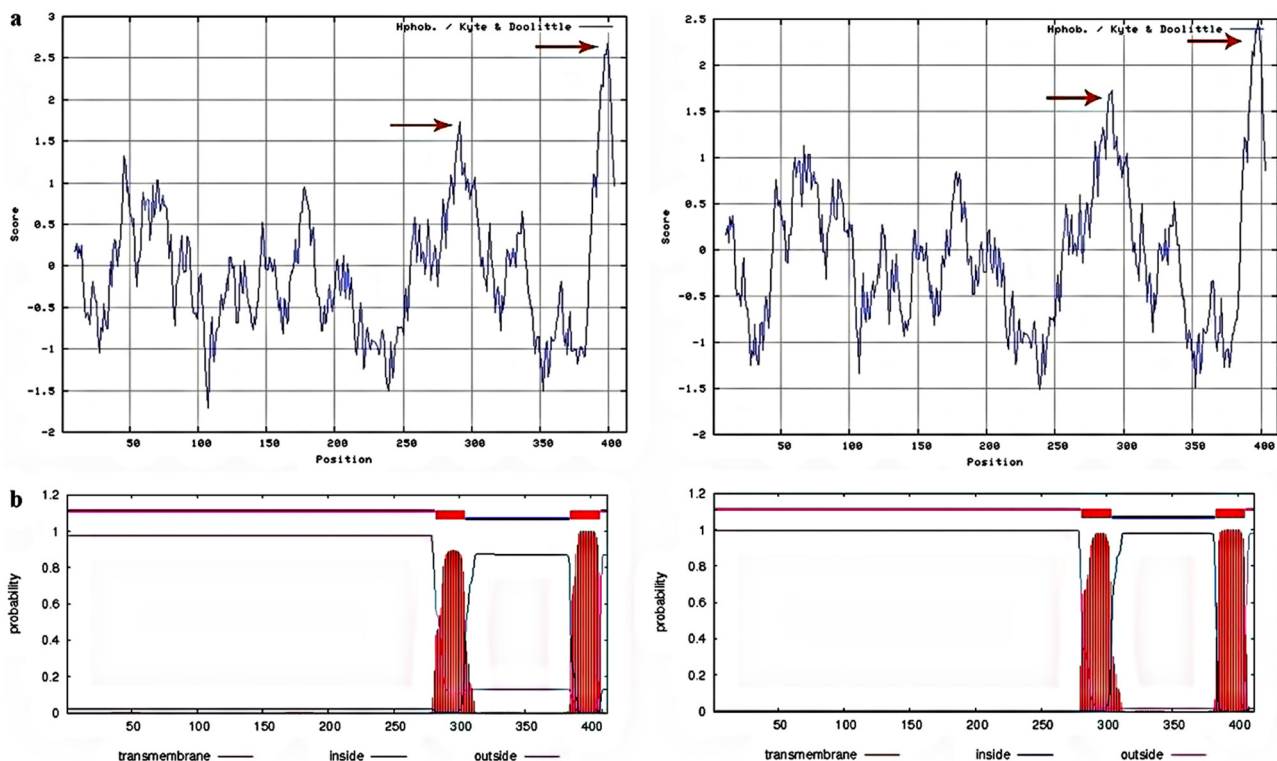 a
Hphob. / Kyte & Doolittle
3
2.5
2
1.5
1
0.5
0
-0.5
-1
-1.5
-2
Score
50 100 150 200 250 300 350 400
Position
Hphob. / Kyte & Doolittle
2.5
2
1.5
1
0.5
0
-0.5
-1
-1.5
-2
Score
50 100 150 200 250 300 350 400
Position
b
1.2
1
0.8
0.6
0.4
0.2
0
probability
50 100 150 200 250 300 350 400
transmembrane inside outside
1.2
1
0.8
0.6
0.4
0.2
0
probability
50 100 150 200 250 300 350 400
transmembrane inside outside